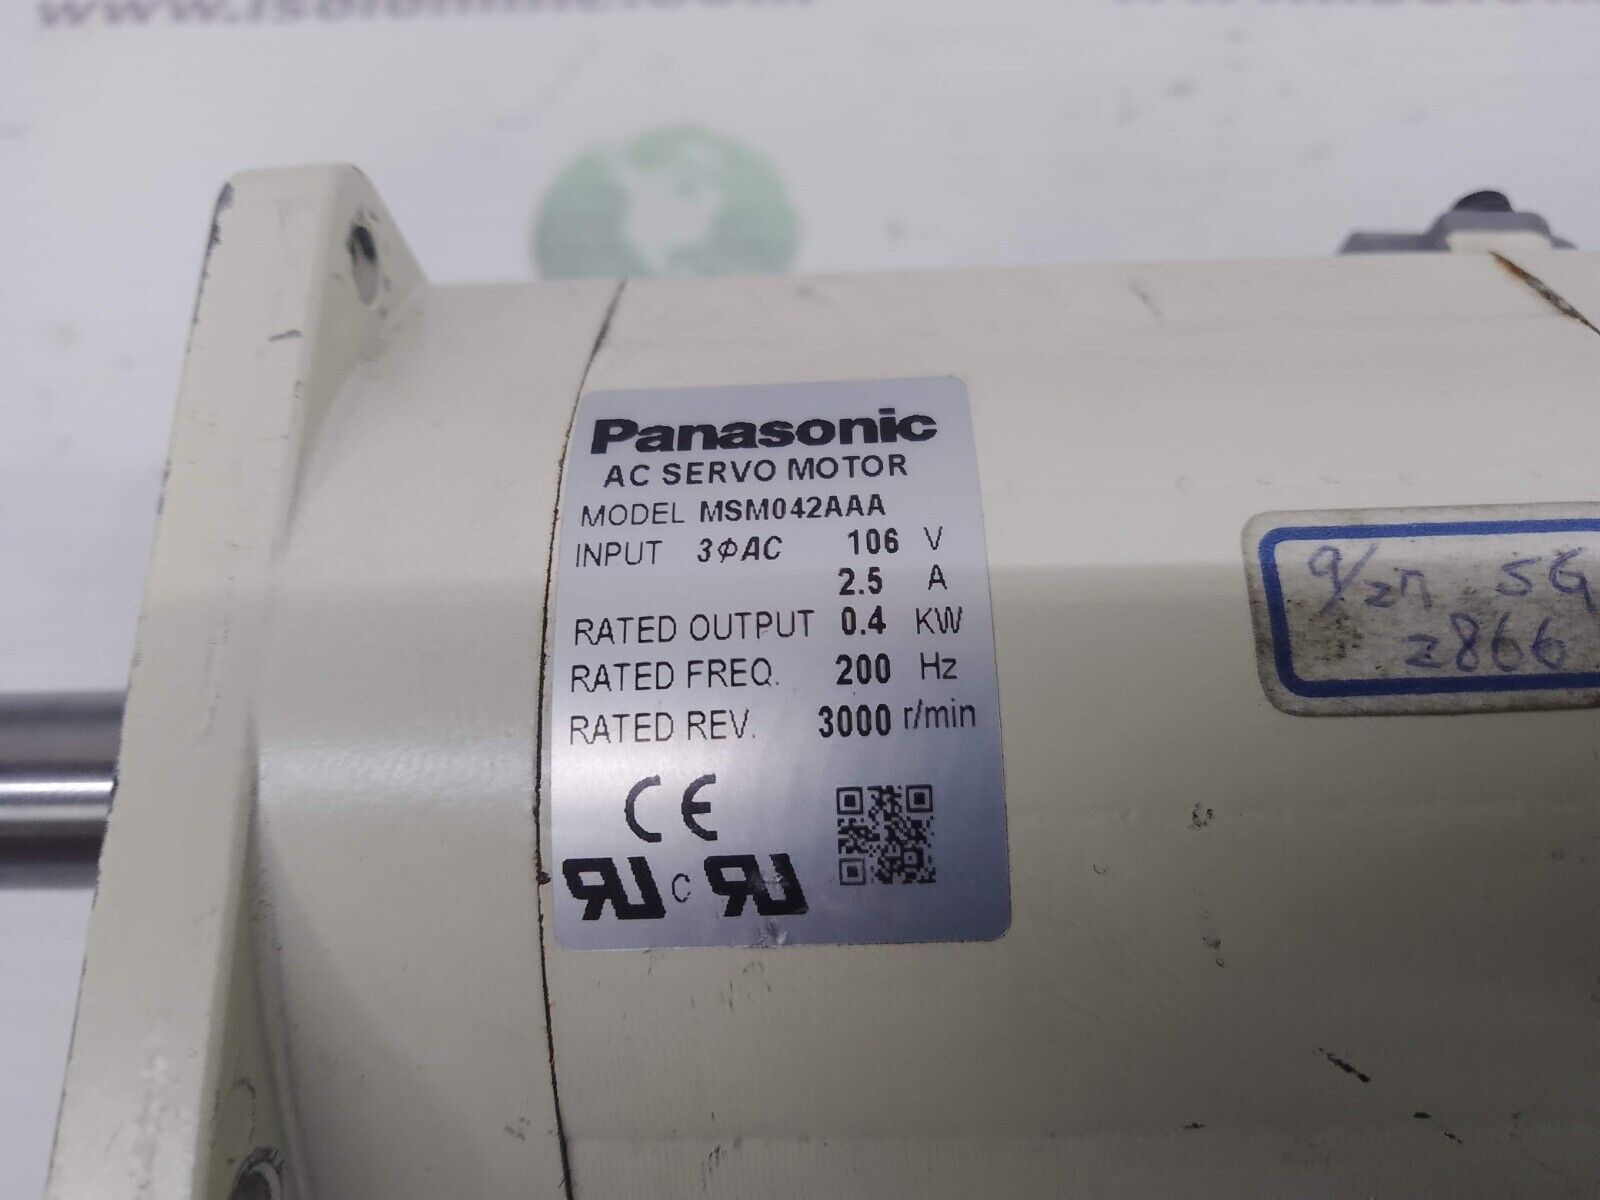 Panasonic
AC SERVO MOTOR
MODEL MSM042AAA
INPUT 3ΦAC 106 V
2.5 A
RATED OUTPUT 0.4 KW
RATED FREQ. 200 Hz
RATED REV. 3000 r/min
CE
c
2866